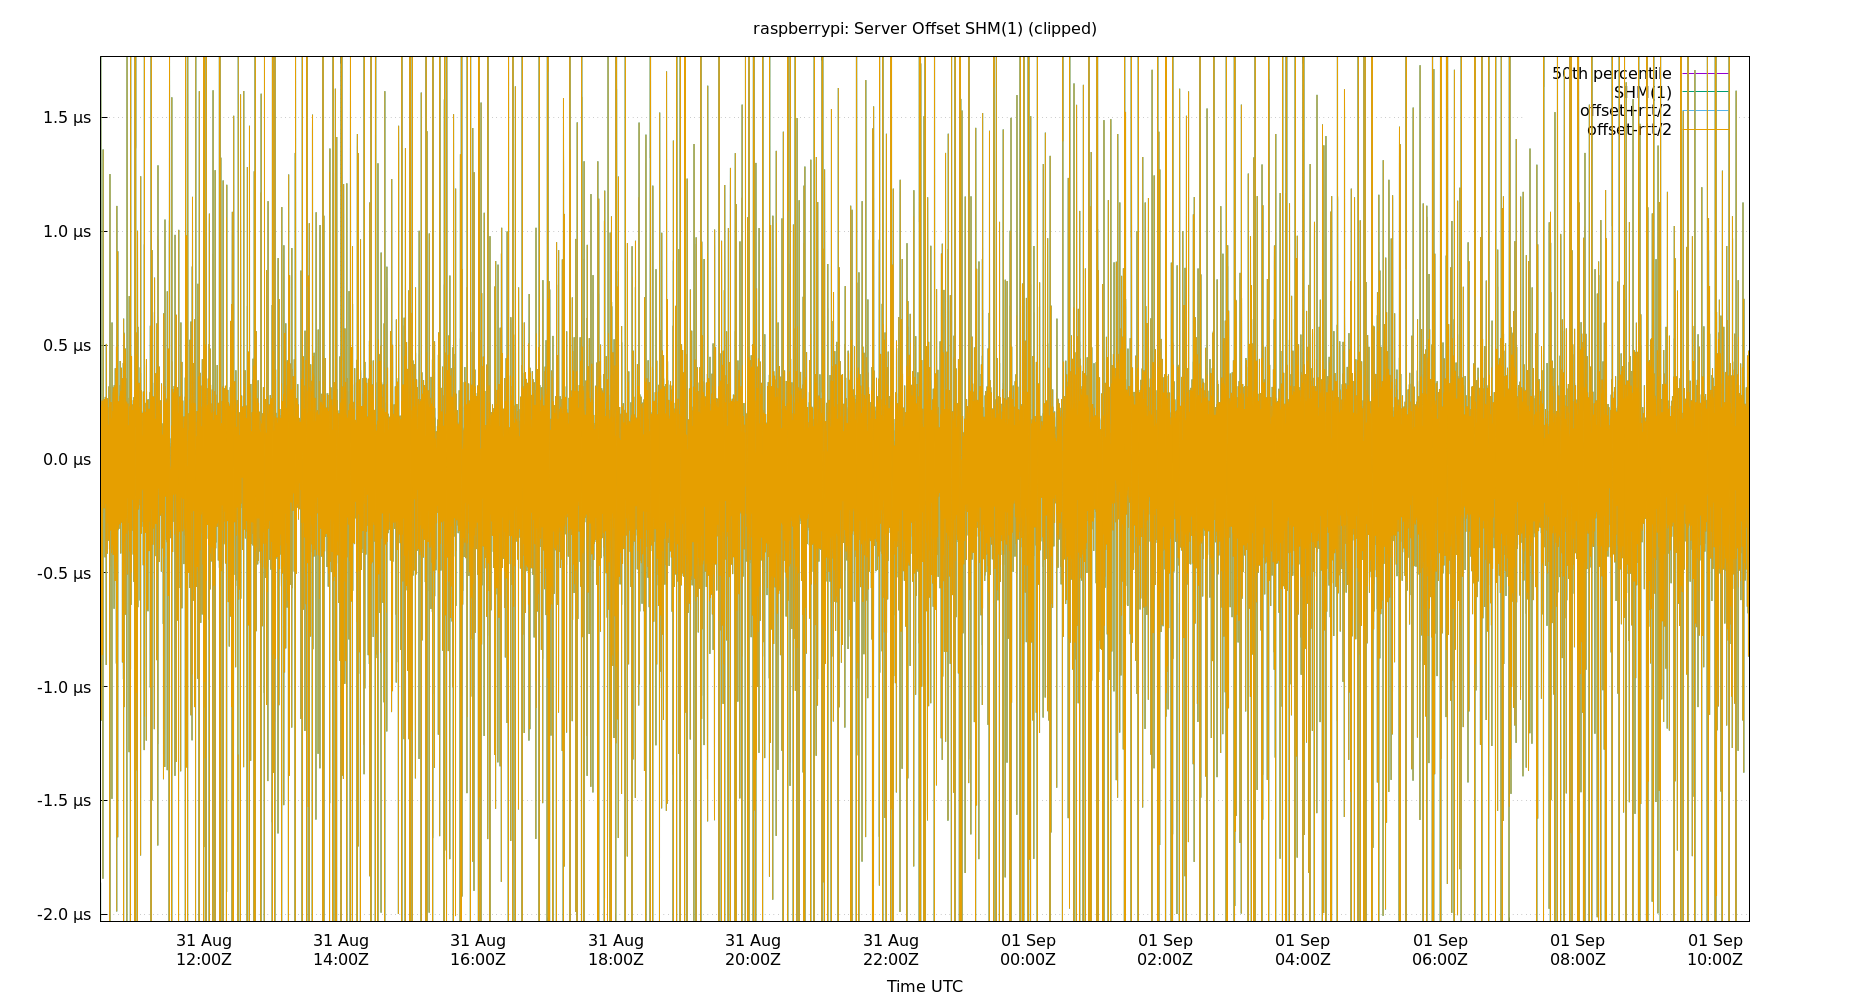 raspberrypi: Server Offset SHM(1) (clipped)
50th percentile
SHM(1)
offset+rtt/2
offset-rtt/2
1.5 µs
1.0 µs
0.5 µs
0.0 µs
-0.5 µs
-1.0 µs
-1.5 µs
-2.0 µs
31 Aug 31 Aug 31 Aug 31 Aug 31 Aug 31 Aug 01 Sep 01 Sep 01 Sep 01 Sep 01 Sep 01 Sep
12:00Z 14:00Z 16:00Z 18:00Z 20:00Z 22:00Z 00:00Z 02:00Z 04:00Z 06:00Z 08:00Z 10:00Z
Time UTC